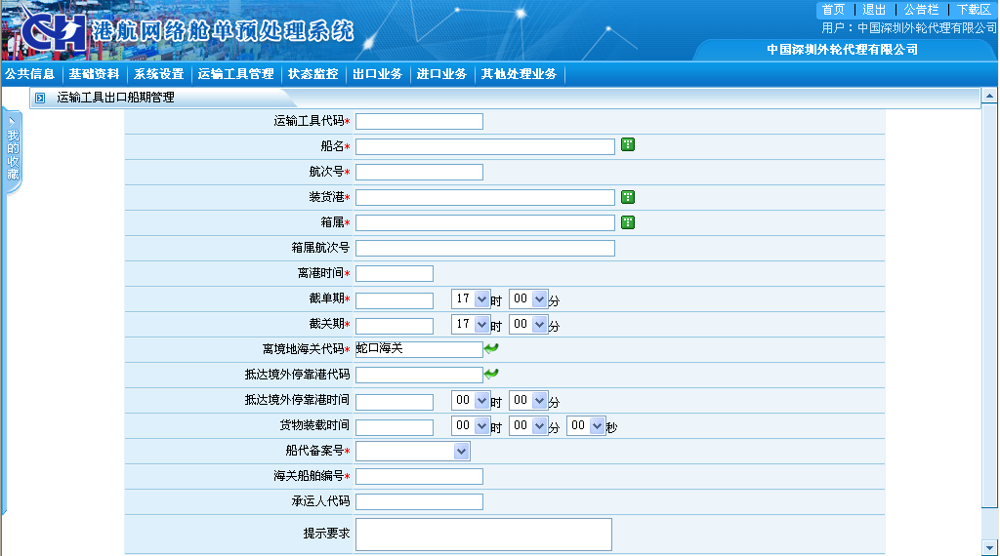 首页 | 退出 | 公告栏 | 下载区
用户：中国深圳外轮代理有限公司
CH 港航网络舱单预处理系统
中国深圳外轮代理有限公司
公共信息 | 基础资料 | 系统设置 | 运输工具管理 | 状态监控 | 出口业务 | 进口业务 | 其他处理业务 |
运输工具出口船期管理
我的收藏
运输工具代码*
船名*
航次号*
装货港*
箱属*
箱属航次号
离港时间*
截单期* 17 时 00 分
截关期* 17 时 00 分
离境地海关代码* 蛇口海关
抵达境外停靠港代码
抵达境外停靠港时间 00 时 00 分
货物装载时间 00 时 00 分 00 秒
船代备案号*
海关船舶编号*
承运人代码
提示要求